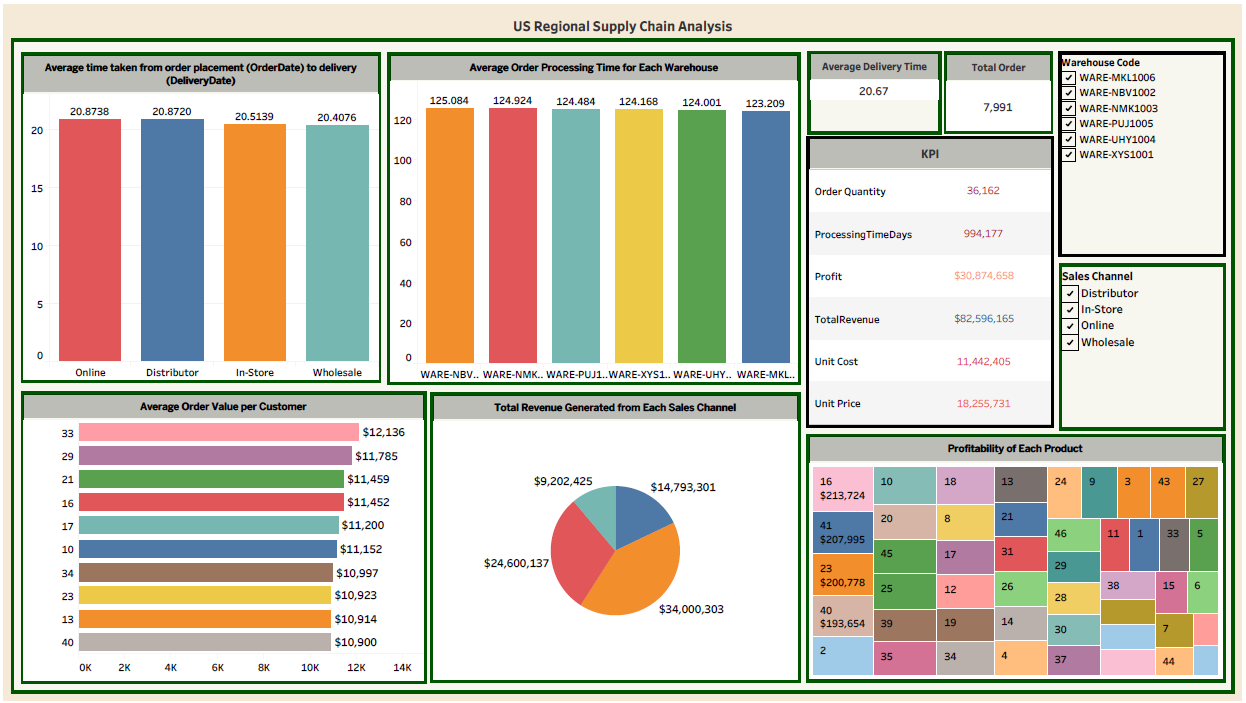 US Regional Supply Chain Analysis
Average time taken from order placement (OrderDate) to delivery
(DeliveryDate)
20.8738
20.8720
20.5139
20.4076
20
15
10
5
0
Online
Distributor
In-Store
Wholesale
Average Order Processing Time for Each Warehouse
125.084
124.924
124.484
124.168
124.001
123.209
120
100
80
60
40
20
0
WARE-NBV..
WARE-NMK..
WARE-PUJ1..
WARE-XYS1..
WARE-UHY..
WARE-MKL..
Average Delivery Time
20.67
Total Order
7,991
KPI
Order Quantity 36,162
ProcessingTimeDays 994,177
Profit $30,874,658
TotalRevenue $82,596,165
Unit Cost 11,442,405
Unit Price 18,255,731
Warehouse Code
WARE-MKL1006
WARE-NBV1002
WARE-NMK1003
WARE-PUJ1005
WARE-UHY1004
WARE-XYS1001
Sales Channel
Distributor
In-Store
Online
Wholesale
Average Order Value per Customer
33 $12,136
29 $11,785
21 $11,459
16 $11,452
17 $11,200
10 $11,152
34 $10,997
23 $10,923
13 $10,914
40 $10,900
0K 2K 4K 6K 8K 10K 12K 14K
Total Revenue Generated from Each Sales Channel
$9,202,425
$14,793,301
$24,600,137
$34,000,303
Profitability of Each Product
16
$213,724
41
$207,995
23
$200,778
40
$193,654
2
10
20
45
25
39
35
18
8
17
12
19
34
13
21
31
26
14
4
24
9
3
43
27
46
29
28
30
37
11
1
33
5
38
15
6
7
44